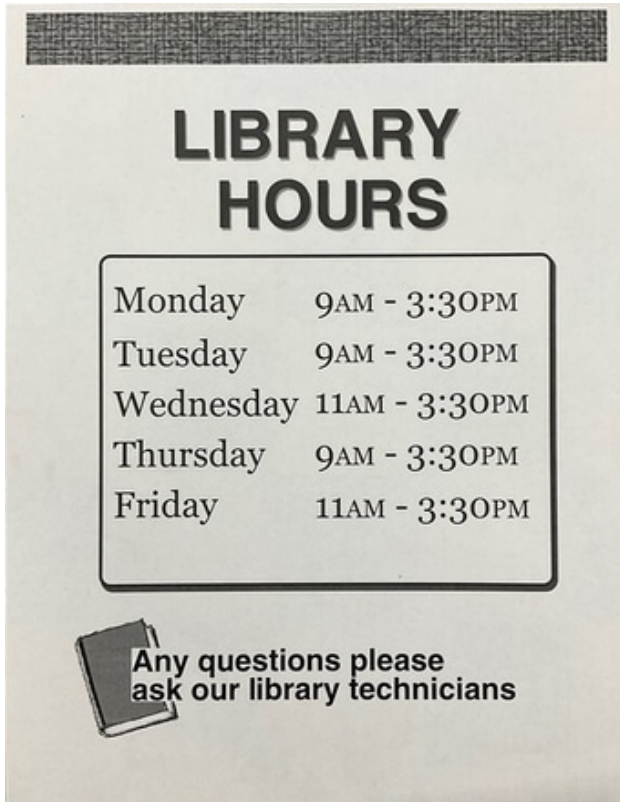 LIBRARY
HOURS
Monday 9AM - 3:30PM
Tuesday 9AM - 3:30PM
Wednesday 11AM - 3:30PM
Thursday 9AM - 3:30PM
Friday 11AM - 3:30PM
Any questions please
ask our library technicians